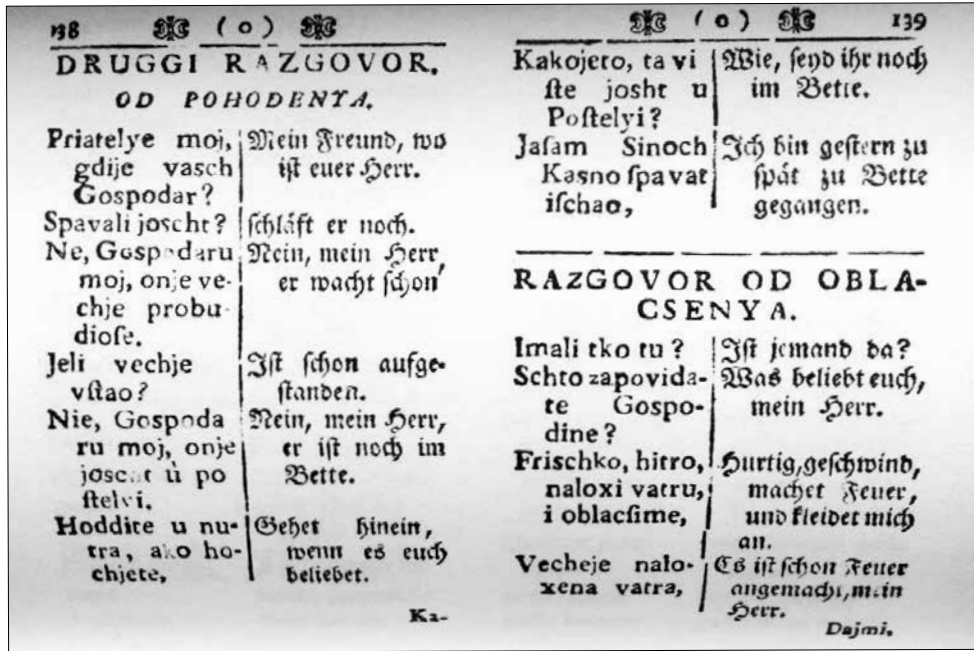 138 ( o )
DRUGGI RAZGOVOR.
OD POHODENYA.
Priatelye moj,
gdije vasch
Gospodar?
Spavali joscht?
Ne, Gospodaru
moj, onje ve-
chje probu-
dioſe.
Jeli vechje
vſtao?
Nie, Gospoda
ru moj, onje
joscht ù po
ſtelyi.
Hoddite u nu-
tra, ako ho-
chjete,
Mein Freund, wo
iſt euer Herr.
ſchläft er noch.
Nein, mein Herr,
er wacht ſchon
Iſt ſchon aufge-
ſtanden.
Nein, mein Herr,
er iſt noch im
Bette.
Gehet hinein,
wenn es euch
beliebet.
Ka-
( o ) 139
Kakojeto, ta vi
ſte josht u
Poſtelyi?
Jaſam Sinoch
Kasno ſpavat
iſchao,
Wie, ſeyd ihr noch
im Bette.
Ich bin geſtern zu
ſpät zu Bette
gegangen.
RAZGOVOR OD OBLA-
CSENYA.
Imali tko tu?
Schto zapovida-
te Gospo-
dine?
Frischko, hitro,
naloxi vatru,
i oblacſime,
Vecheje nalo-
xena vatra,
Iſt jemand da?
Was beliebt euch,
mein Herr.
Hurtig, geſchwind,
machet Feuer,
und kleidet mich
an.
Es iſt ſchon Feuer
angemacht, mein
Herr.
Dajmi.